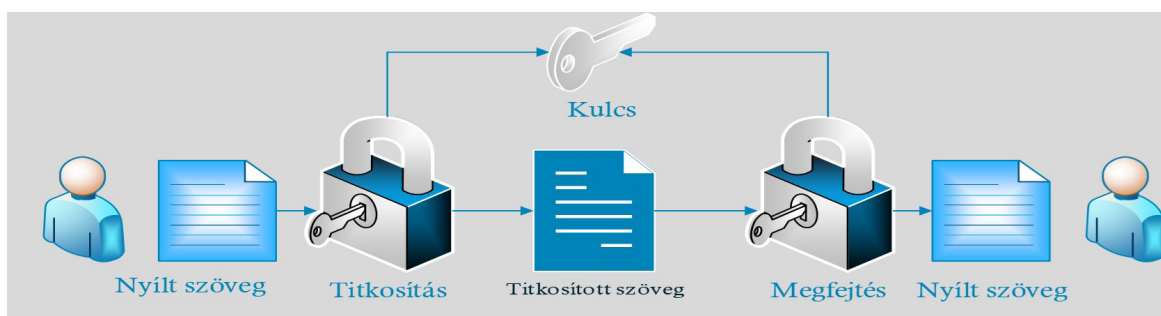 Kulcs
Nyílt szöveg
Titkosítás
Titkosított szöveg
Megfejtés
Nyílt szöveg